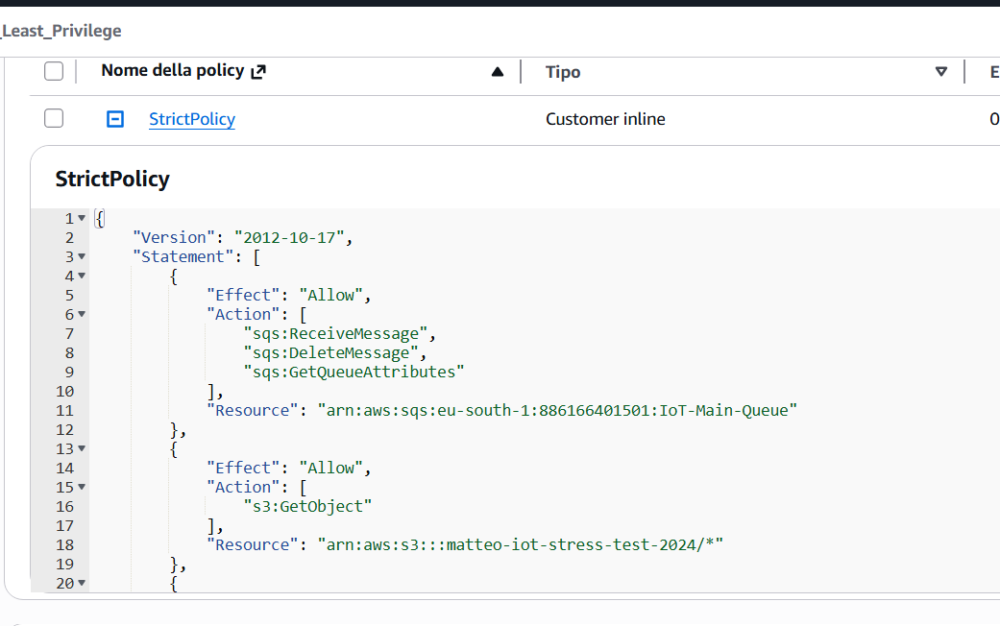 _Least_Privilege
Nome della policy Tipo E
StrictPolicy Customer inline 0
StrictPolicy
1 {
2 "Version": "2012-10-17",
3 "Statement": [
4 {
5 "Effect": "Allow",
6 "Action": [
7 "sqs:ReceiveMessage",
8 "sqs:DeleteMessage",
9 "sqs:GetQueueAttributes"
10 ],
11 "Resource": "arn:aws:sqs:eu-south-1:886166401501:IoT-Main-Queue"
12 },
13 {
14 "Effect": "Allow",
15 "Action": [
16 "s3:GetObject"
17 ],
18 "Resource": "arn:aws:s3:::matteo-iot-stress-test-2024/*"
19 },
20 {